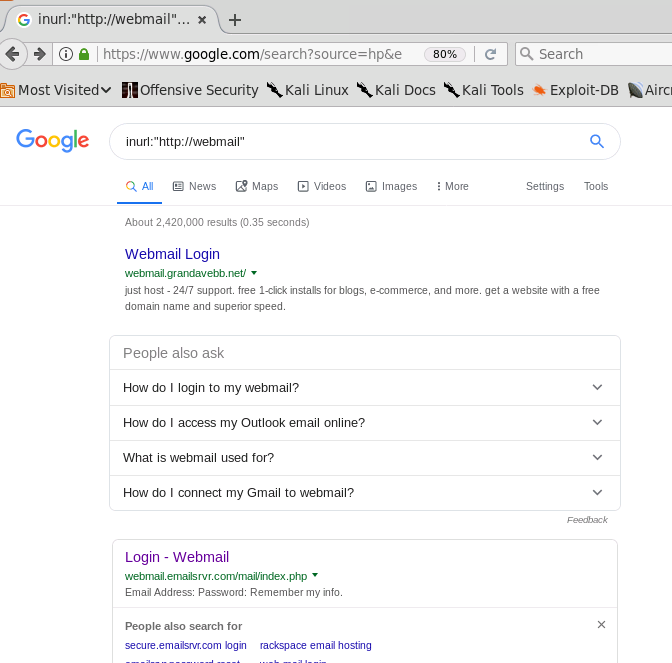 inurl:"http://webmail"...
https://www.google.com/search?source=hp&e 80% Search
Most Visited Offensive Security Kali Linux Kali Docs Kali Tools Exploit-DB Aircr
Google inurl:"http://webmail"
All News Maps Videos Images More Settings Tools
About 2,420,000 results (0.35 seconds)
Webmail Login
webmail.grandavebb.net/
just host - 24/7 support. free 1-click installs for blogs, e-commerce, and more. get a website with a free
domain name and superior speed.
People also ask
How do I login to my webmail?
How do I access my Outlook email online?
What is webmail used for?
How do I connect my Gmail to webmail?
Feedback
Login - Webmail
webmail.emailsrvr.com/mail/index.php
Email Address: Password: Remember my info.
People also search for
secure.emailsrvr.com login rackspace email hosting